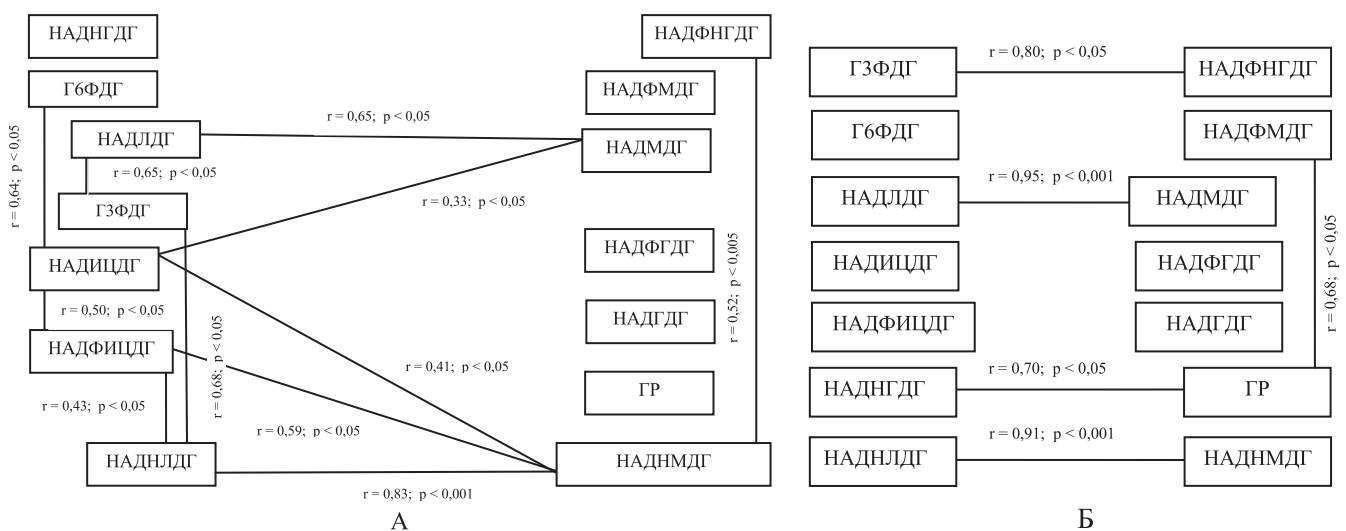 НАДНГДГ
Г6ФДГ
НАДЛДГ
r = 0,65; p < 0,05
Г3ФДГ
r = 0,64; p < 0,05
НАДИЦДГ
r = 0,50; p < 0,05
НАДФИЦДГ
r = 0,43; p < 0,05
r = 0,68; p < 0,05
НАДНЛДГ
r = 0,65; p < 0,05
r = 0,33; p < 0,05
r = 0,41; p < 0,05
r = 0,59; p < 0,05
r = 0,83; p < 0,001
НАДФНГДГ
НАДФМДГ
НАДМДГ
НАДФГДГ
НАДГДГ
ГР
НАДНМДГ
r = 0,52; p < 0,005
А
Г3ФДГ
r = 0,80; p < 0,05
НАДФНГДГ
Г6ФДГ
НАДФМДГ
НАДЛДГ
r = 0,95; p < 0,001
НАДМДГ
НАДИЦДГ
НАДФГДГ
r = 0,68; p < 0,05
НАДФИЦДГ
НАДГДГ
НАДНГДГ
r = 0,70; p < 0,05
ГР
НАДНЛДГ
r = 0,91; p < 0,001
НАДНМДГ
Б